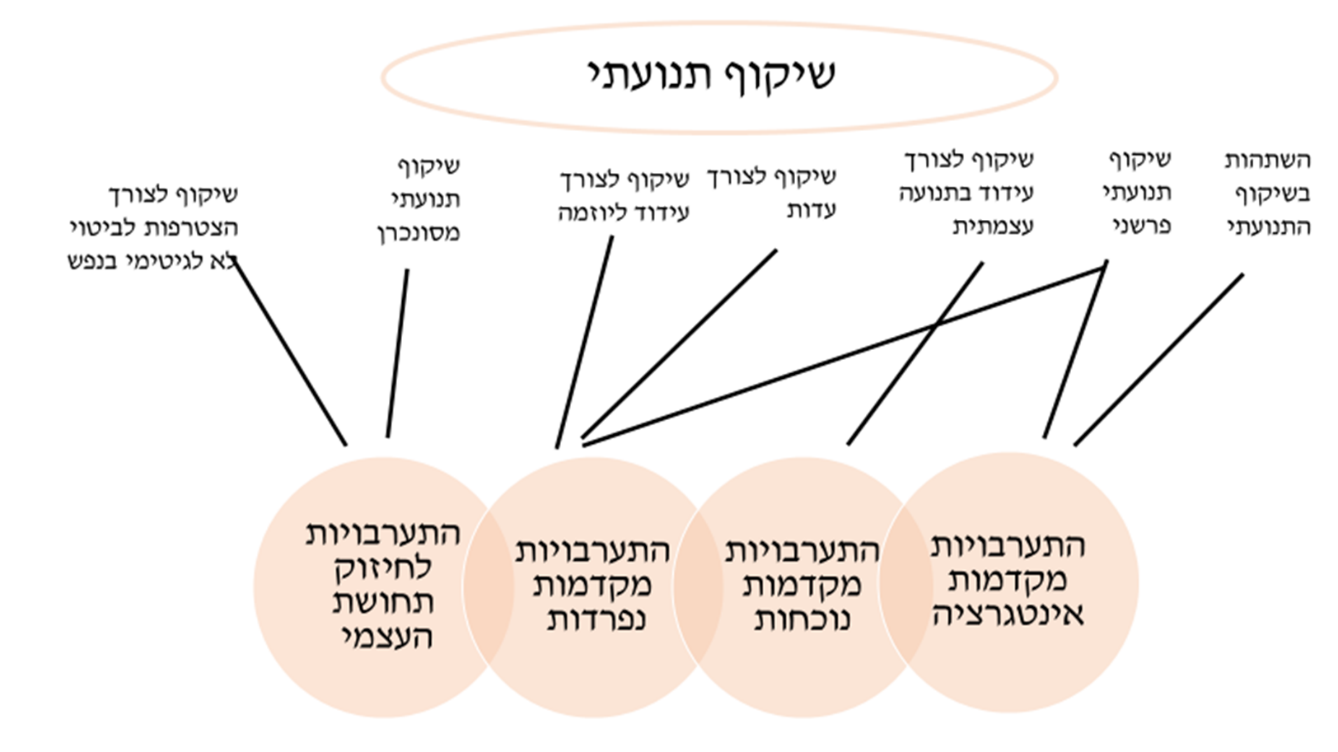 שיקוף תנועתי
השתהות
בשיקוף
התנועתי
שיקוף
תנועתי
פרשני
שיקוף לצורך
עידוד בתנועה
עצמתית
שיקוף לצורך
עדות
שיקוף לצורך
עידוד ליוזמה
שיקוף
תנועתי
מסונכרן
שיקוף לצורך
הצטרפות לביטוי
לא לגיטימי בנפש
התערבויות
מקדמות
אינטגרציה
התערבויות
מקדמות
נוכחות
התערבויות
מקדמות
נפרדות
התערבויות
לחיזוק
תחושת
העצמי